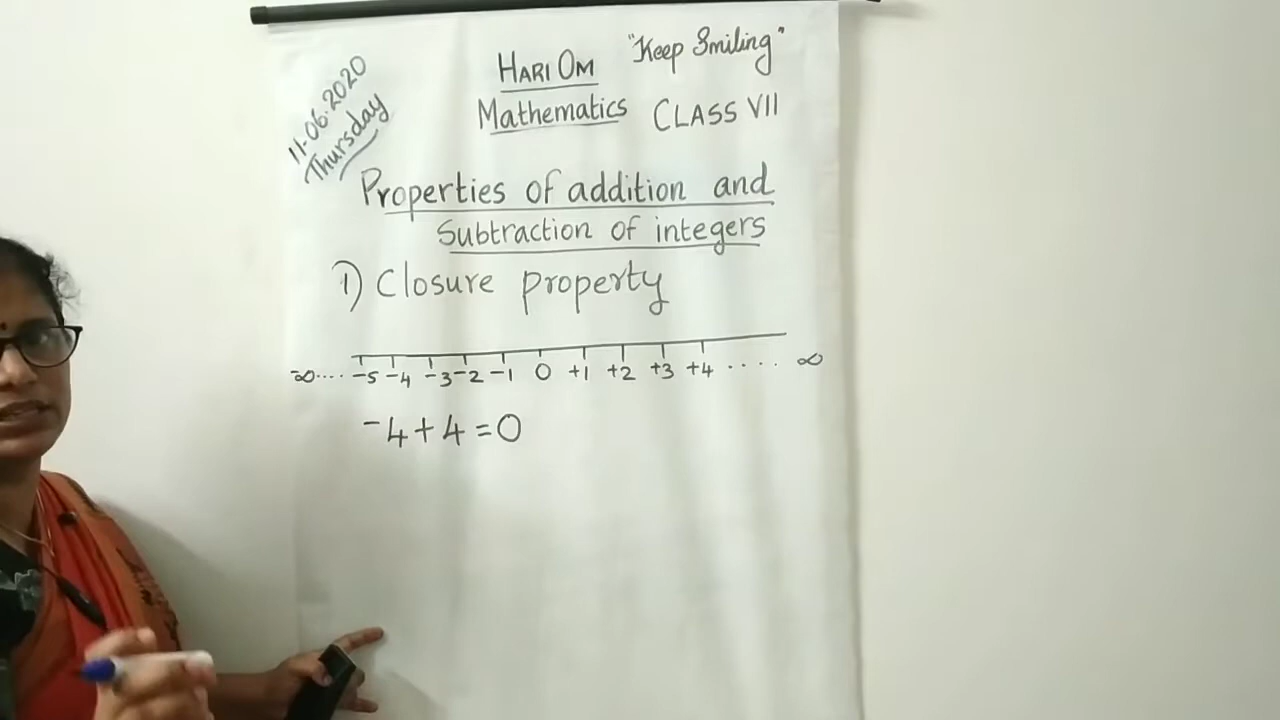 11.06.2020
Thursday
HARI OM "Keep Smiling"
Mathematics CLASS VII
Properties of addition and
Subtraction of integers
1) Closure property
-∞.... -5 -4 -3 -2 -1 0 +1 +2 +3 +4 .... ∞
-4+4=0